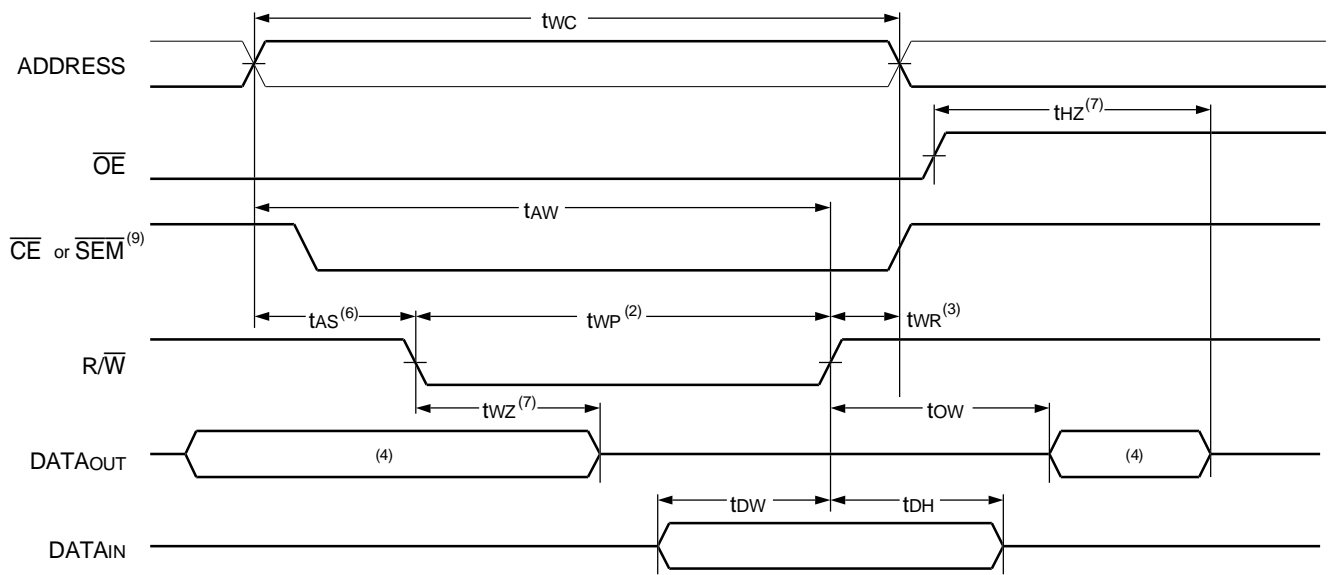 tWC
ADDRESS
tHZ(7)
OE
tAW
CE or SEM(9)
tAS(6) tWP(2) tWR(3)
R/W
tWZ(7) tOW
DATAOUT (4) (4)
tDW tDH
DATAIN